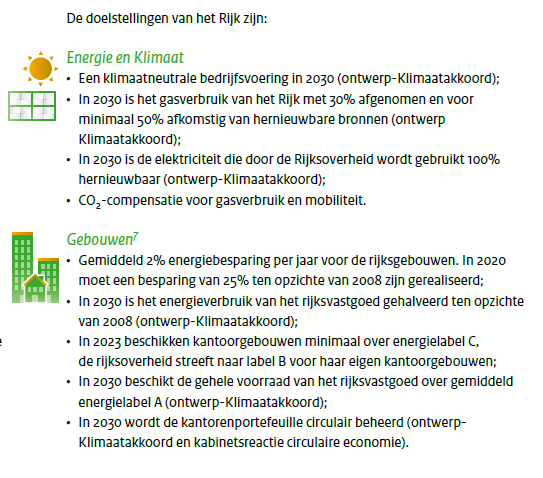 De doelstellingen van het Rijk zijn:
Energie en Klimaat
• Een klimaatneutrale bedrijfsvoering in 2030 (ontwerp-Klimaatakkoord);
• In 2030 is het gasverbruik van het Rijk met 30% afgenomen en voor
minimaal 50% afkomstig van hernieuwbare bronnen (ontwerp
Klimaatakkoord);
• In 2030 is de elektriciteit die door de Rijksoverheid wordt gebruikt 100%
hernieuwbaar (ontwerp-Klimaatakkoord);
• CO₂-compensatie voor gasverbruik en mobiliteit.
Gebouwen⁷
• Gemiddeld 2% energiebesparing per jaar voor de rijksgebouwen. In 2020
moet een besparing van 25% ten opzichte van 2008 zijn gerealiseerd;
• In 2030 is het energieverbruik van het rijksvastgoed gehalveerd ten opzichte
van 2008 (ontwerp-Klimaatakkoord);
• In 2023 beschikken kantoorgebouwen minimaal over energielabel C,
de rijksoverheid streeft naar label B voor haar eigen kantoorgebouwen;
• In 2030 beschikt de gehele voorraad van het rijksvastgoed over gemiddeld
energielabel A (ontwerp-Klimaatakkoord);
• In 2030 wordt de kantorenportefeuille circulair beheerd (ontwerp-
Klimaatakkoord en kabinetsreactie circulaire economie).